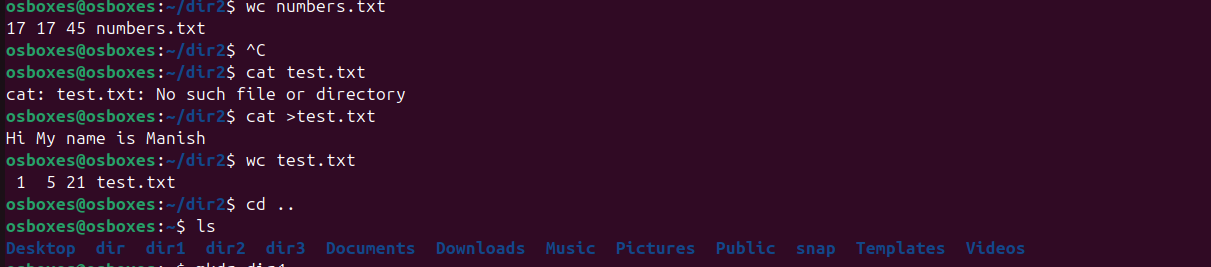 osboxes@osboxes:~/dir2$ wc numbers.txt
17 17 45 numbers.txt
osboxes@osboxes:~/dir2$ ^C
osboxes@osboxes:~/dir2$ cat test.txt
cat: test.txt: No such file or directory
osboxes@osboxes:~/dir2$ cat >test.txt
Hi My name is Manish
osboxes@osboxes:~/dir2$ wc test.txt
 1  5 21 test.txt
osboxes@osboxes:~/dir2$ cd ..
osboxes@osboxes:~$ ls
Desktop  dir  dir1  dir2  dir3  Documents  Downloads  Music  Pictures  Public  snap  Templates  Videos